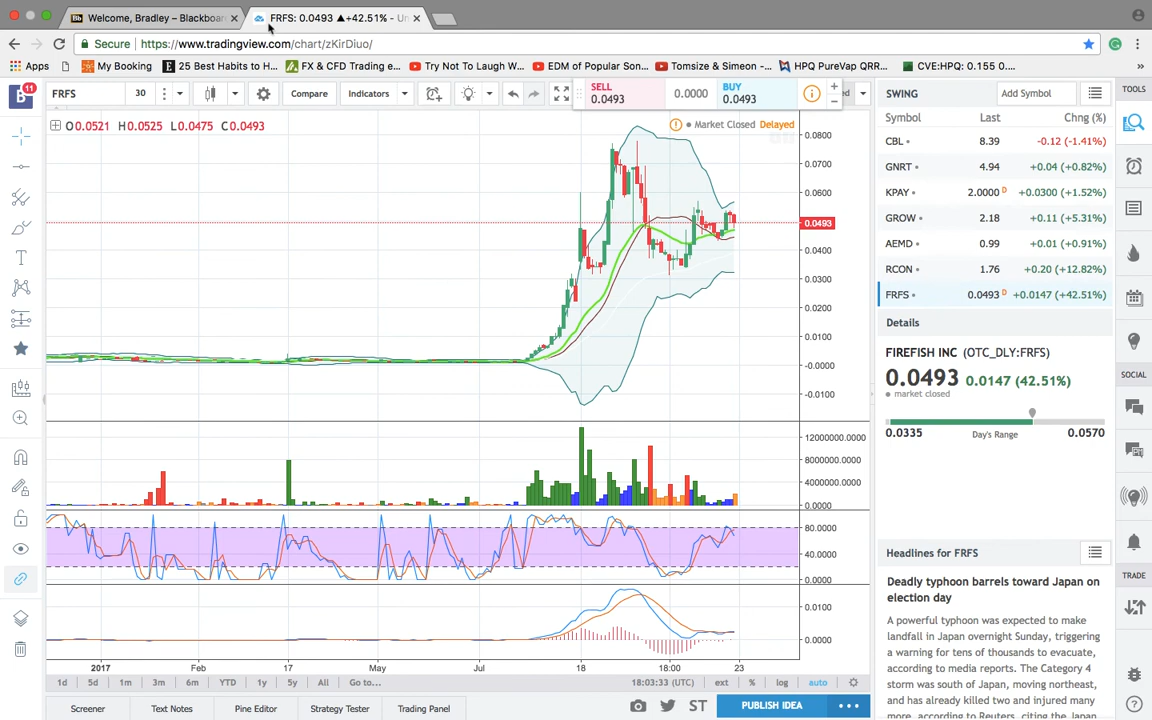 Welcome, Bradley – Blackboard
FRFS: 0.0493 ▲+42.51% - Un
Secure | https://www.tradingview.com/chart/zKirDiuo/
Apps
My Booking
25 Best Habits to H...
FX & CFD Trading e...
Try Not To Laugh W...
EDM of Popular Son...
Tomsize & Simeon -...
HPQ PureVap QRR...
CVE:HPQ: 0.155 0....
»
11
FRFS
30
Compare
Indicators
SELL
0.0493
0.0000
BUY
0.0493
ed
O0.0521 H0.0525 L0.0475 C0.0493
Market Closed Delayed
0.0800
0.0700
0.0600
0.0493
0.0400
0.0300
0.0200
0.0100
-0.0000
-0.0100
12000000.0000
8000000.0000
4000000.0000
0.0000
80.0000
40.0000
0.0000
0.0100
0.0000
2017 Feb 17 May Jul 18 18:00 23
1d 5d 1m 3m 6m YTD 1y 5y All Go to...
18:03:33 (UTC) ext % log auto
Screener Text Notes Pine Editor Strategy Tester Trading Panel
ST
PUBLISH IDEA
SWING
Add Symbol
Symbol Last Chng (%)
CBL 8.39 -0.12 (-1.41%)
GNRT 4.94 +0.04 (+0.82%)
KPAY 2.0000 D +0.0300 (+1.52%)
GROW 2.18 +0.11 (+5.31%)
AEMD 0.99 +0.01 (+0.91%)
RCON 1.76 +0.20 (+12.82%)
FRFS 0.0493 D +0.0147 (+42.51%)
Details
FIREFISH INC (OTC_DLY:FRFS)
0.0493 0.0147 (42.51%)
market closed
0.0335 Day's Range 0.0570
Headlines for FRFS
Deadly typhoon barrels toward Japan on
election day
A powerful typhoon was expected to make
landfall in Japan overnight Sunday, triggering
a warning for tens of thousands to evacuate,
according to media reports. The Category 4
storm was south of Japan, moving northeast,
and has already killed two and injured many
more, according to Reuters, citing the Japan
TOOLS
SOCIAL
TRADE